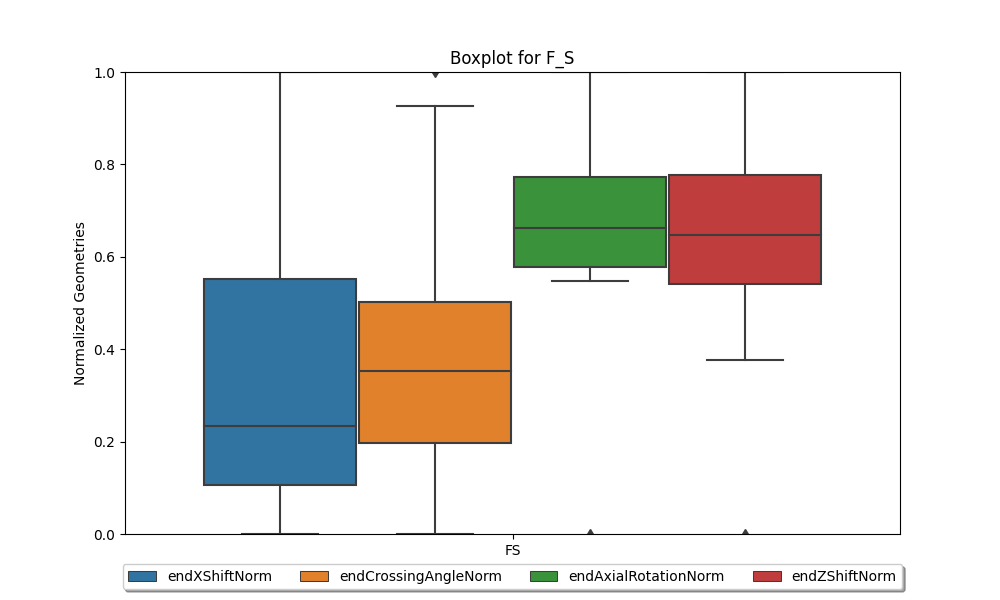 Boxplot for F_S
Normalized Geometries
1.0
0.8
0.6
0.4
0.2
0.0
FS
endXShiftNorm endCrossingAngleNorm endAxialRotationNorm endZShiftNorm